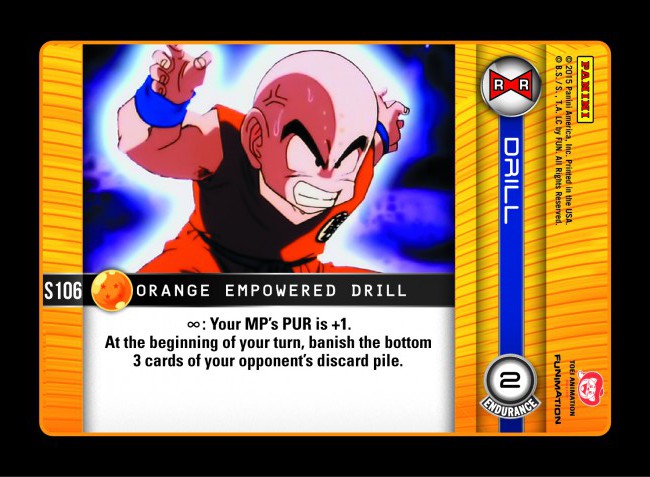 S106
ORANGE EMPOWERED DRILL
∞: Your MP's PUR is +1.
At the beginning of your turn, banish the bottom
3 cards of your opponent's discard pile.
R R
DRILL
2
ENDURANCE
PANINI
© 2015 Panini America, Inc. Printed in the USA.
© B.S./ S., T.A. LC by FUN. All Rights Reserved.
TOEI ANIMATION
FUNIMATION